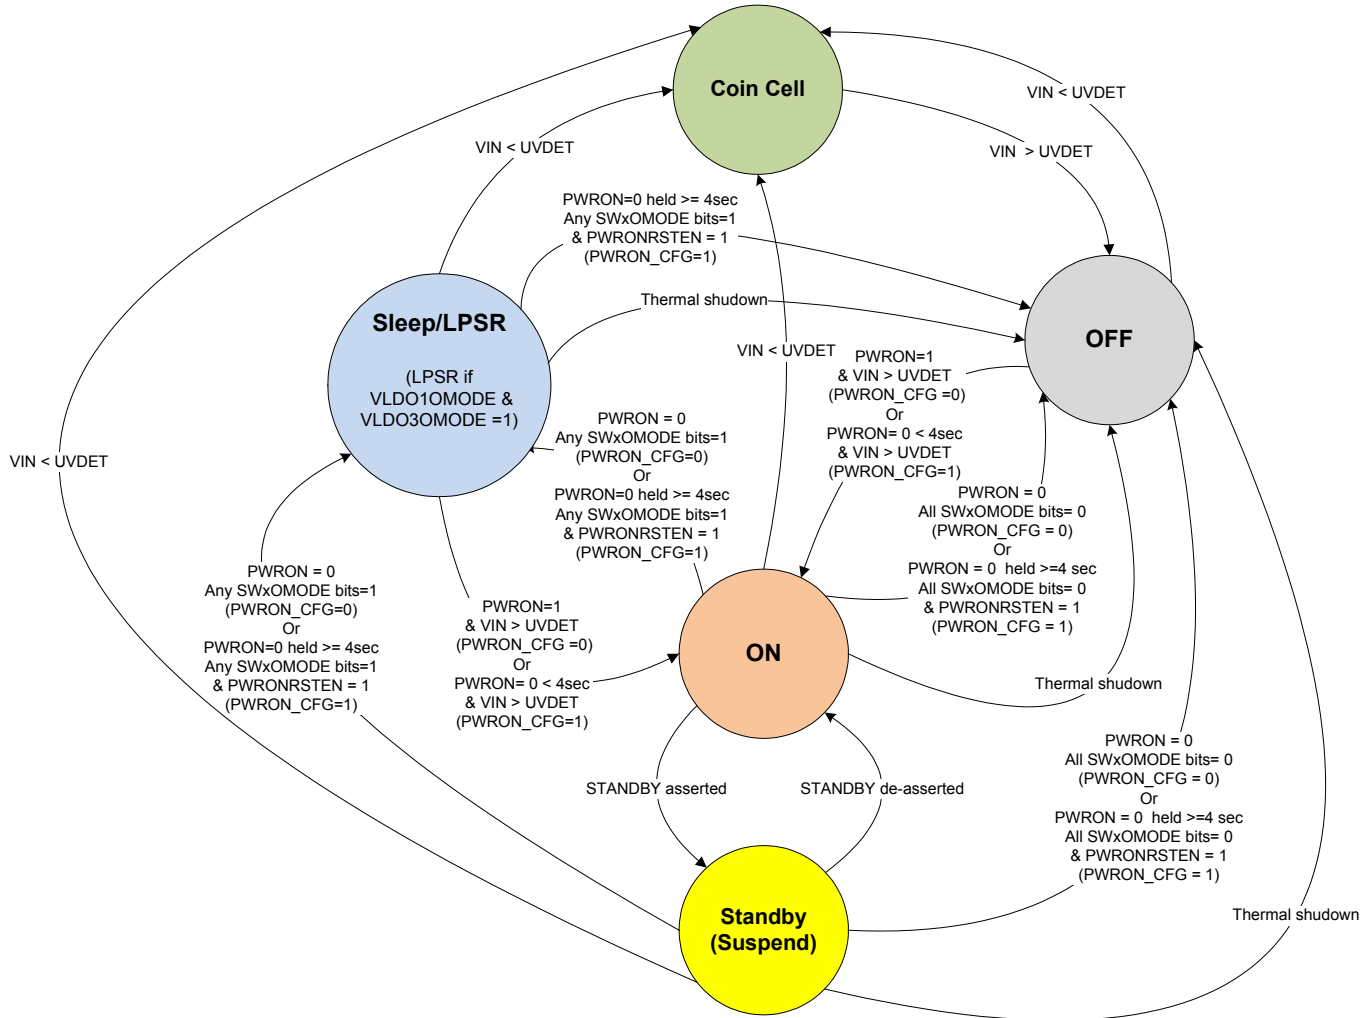 Coin Cell
VIN < UVDET
VIN < UVDET
VIN > UVDET
PWRON=0 held >= 4sec
Any SWxOMODE bits=1
& PWRONRSTEN = 1
(PWRON_CFG=1)
Thermal shudown
Sleep/LPSR
(LPSR if
VLDO1OMODE &
VLDO3OMODE =1)
OFF
VIN < UVDET
PWRON=1
& VIN > UVDET
(PWRON_CFG =0)
Or
PWRON= 0 < 4sec
& VIN > UVDET
(PWRON_CFG=1)
PWRON = 0
Any SWxOMODE bits=1
(PWRON_CFG=0)
Or
PWRON=0 held >= 4sec
Any SWxOMODE bits=1
& PWRONRSTEN = 1
(PWRON_CFG=1)
VIN < UVDET
PWRON = 0
All SWxOMODE bits= 0
(PWRON_CFG = 0)
Or
PWRON = 0 held >=4 sec
All SWxOMODE bits= 0
& PWRONRSTEN = 1
(PWRON_CFG = 1)
PWRON = 0
Any SWxOMODE bits=1
(PWRON_CFG=0)
Or
PWRON=0 held >= 4sec
Any SWxOMODE bits=1
& PWRONRSTEN = 1
(PWRON_CFG=1)
PWRON=1
& VIN > UVDET
(PWRON_CFG =0)
Or
PWRON= 0 < 4sec
& VIN > UVDET
(PWRON_CFG=1)
ON
Thermal shudown
STANDBY asserted
STANDBY de-asserted
PWRON = 0
All SWxOMODE bits= 0
(PWRON_CFG = 0)
Or
PWRON = 0 held >=4 sec
All SWxOMODE bits= 0
& PWRONRSTEN = 1
(PWRON_CFG = 1)
Standby
(Suspend)
Thermal shudown